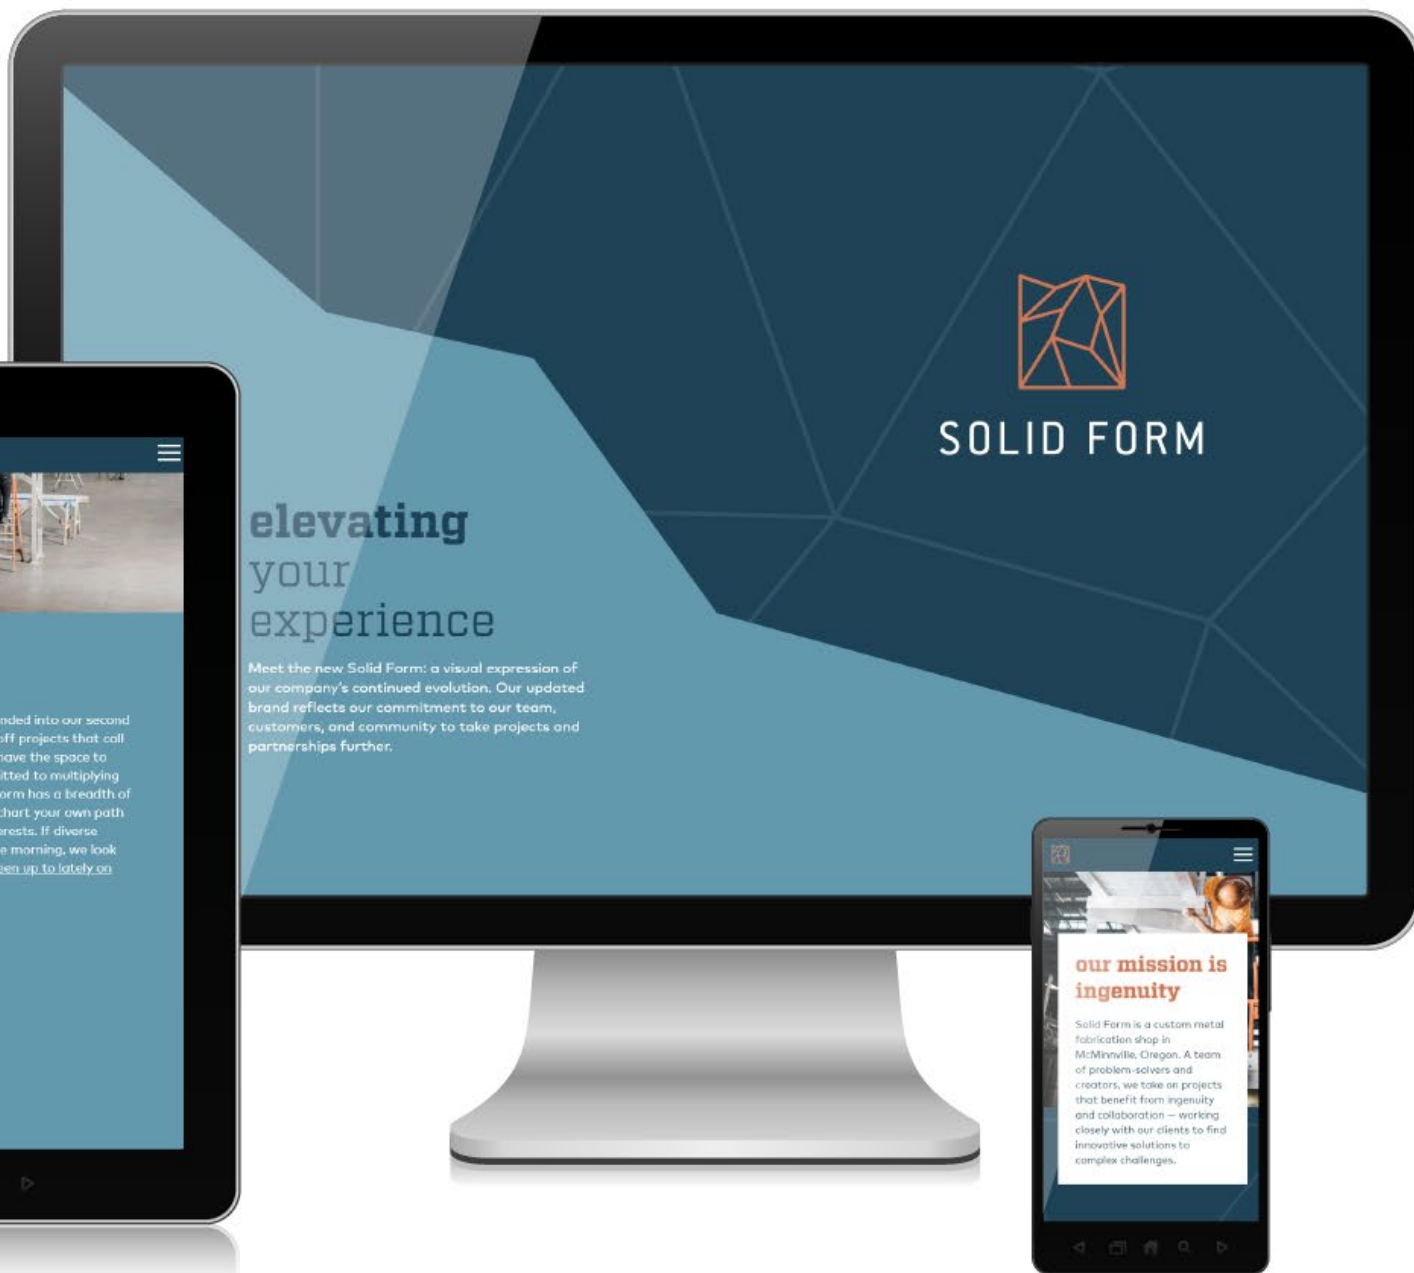 SOLID FORM
elevating
your
experience
Meet the new Solid Form: a visual expression of
our company's continued evolution. Our updated
brand reflects our commitment to our team,
customers, and community to take projects and
partnerships further.
nded into our second
off projects that call
have the space to
itted to multiplying
orm has a breadth of
chart your own path
erests. If diverse
e morning, we look
een up to lately on
our mission is
ingenuity
Solid Form is a custom metal
fabrication shop in
McMinnville, Oregon. A team
of problem-solvers and
creators, we take on projects
that benefit from ingenuity
and collaboration — working
closely with our clients to find
innovative solutions to
complex challenges.